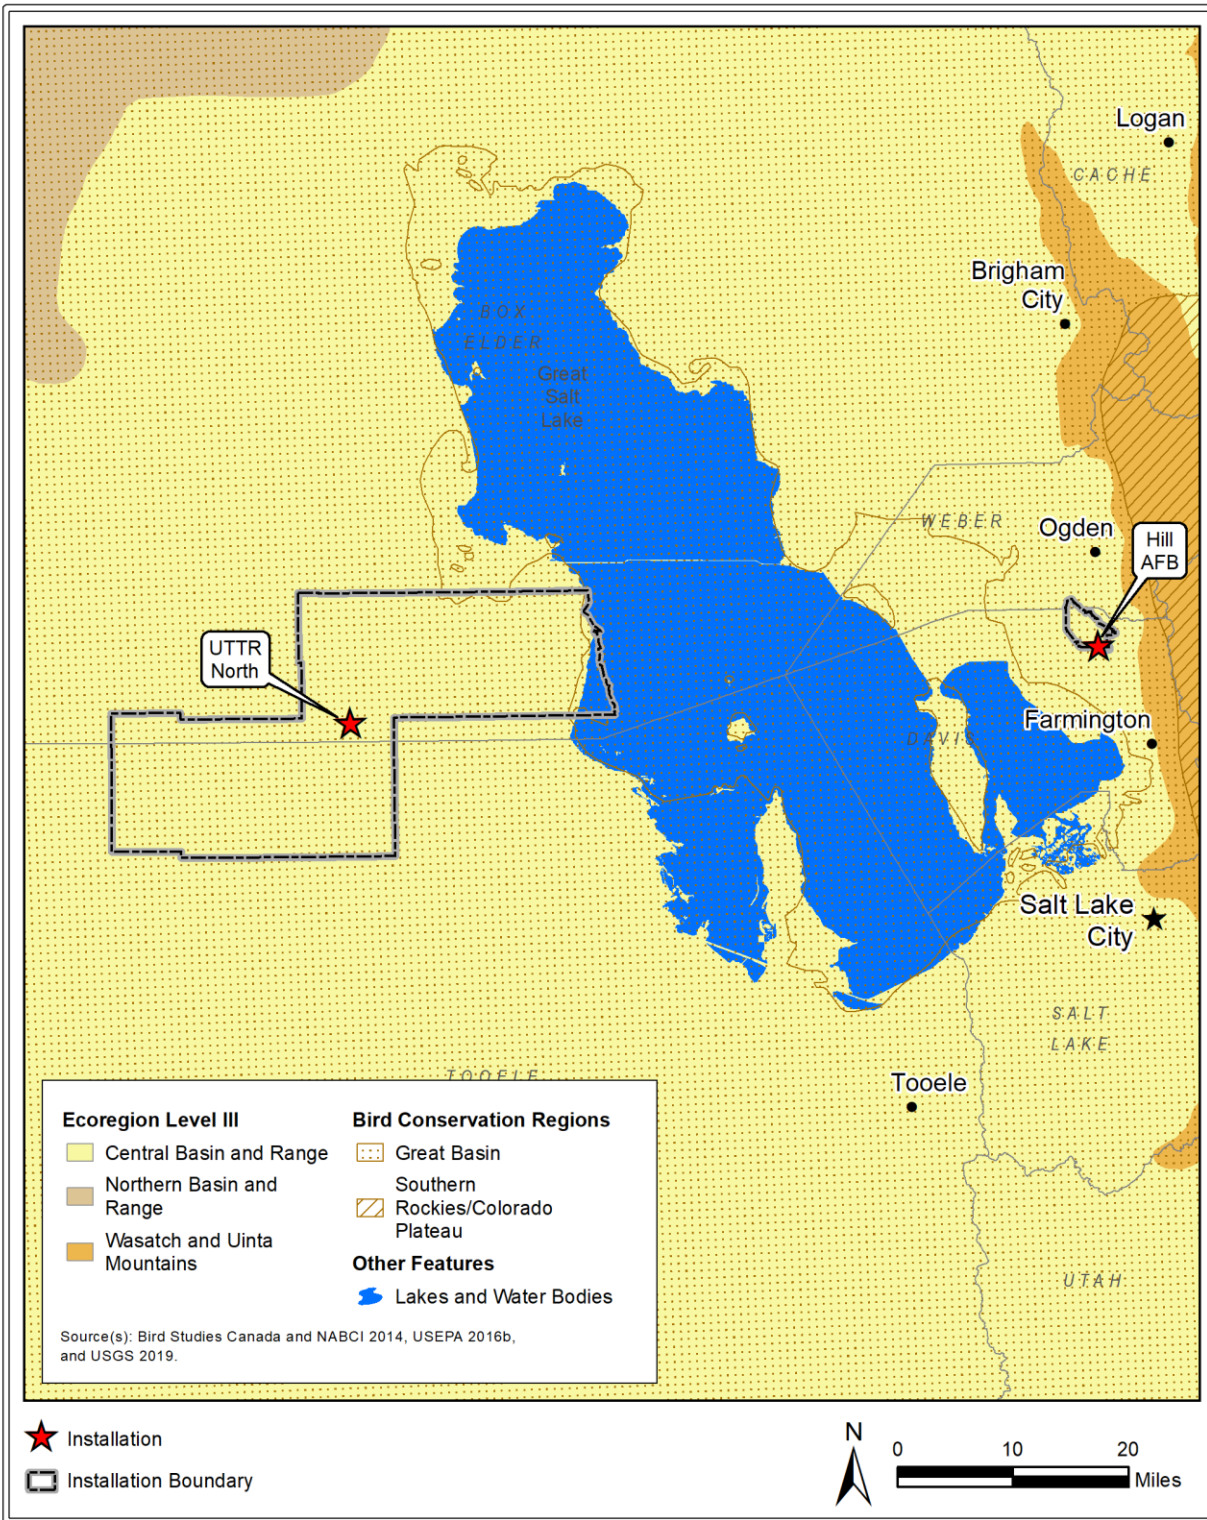 Logan
CACHE
Brigham
City
BOX
ELDER
Great
Salt
Lake
WEBER
Ogden
Hill
AFB
UTTR
North
Farmington
DAVIS
Salt Lake
City
SALT
LAKE
TOOELE
Tooele
UTAH
Ecoregion Level III
Central Basin and Range
Northern Basin and
Range
Wasatch and Uinta
Mountains
Bird Conservation Regions
Great Basin
Southern
Rockies/Colorado
Plateau
Other Features
Lakes and Water Bodies
Source(s): Bird Studies Canada and NABCI 2014, USEPA 2016b,
and USGS 2019.
Installation
Installation Boundary
N
0 10 20
Miles